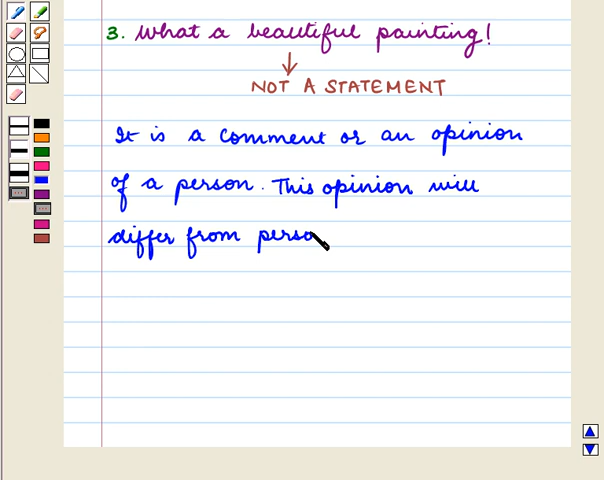 3. What a beautiful painting!
NOT A STATEMENT
It is a comment or an opinion
of a person. This opinion will
differ from perso